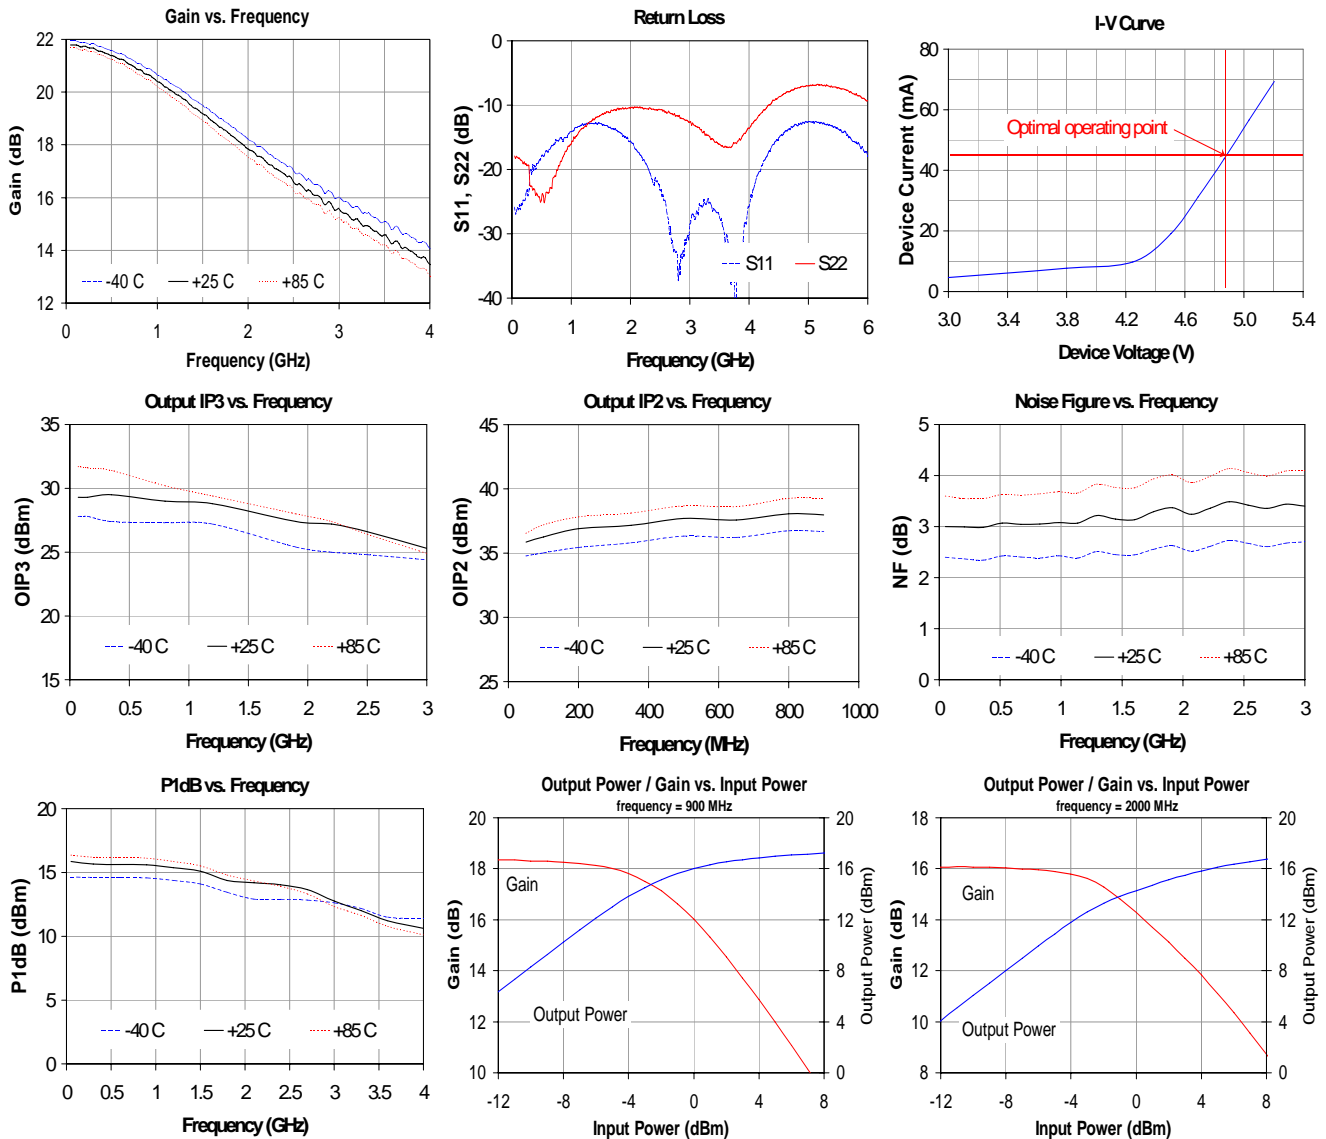 Gain vs. Frequency
Gain (dB)
22
20
18
16
14
12
-40 C
+25 C
+85 C
0
1
2
3
4
Frequency (GHz)
Return Loss
S11, S22 (dB)
0
-10
-20
-30
-40
S11
S22
0
1
2
3
4
5
6
Frequency (GHz)
I-V Curve
Device Current (mA)
80
60
40
20
0
Optimal operating point
3.0
3.4
3.8
4.2
4.6
5.0
5.4
Device Voltage (V)
Output IP3 vs. Frequency
OIP3 (dBm)
35
30
25
20
15
-40 C
+25 C
+85 C
0
0.5
1
1.5
2
2.5
3
Frequency (GHz)
Output IP2 vs. Frequency
OIP2 (dBm)
45
40
35
30
25
-40 C
+25 C
+85 C
0
200
400
600
800
1000
Frequency (MHz)
Noise Figure vs. Frequency
NF (dB)
5
4
3
2
1
0
-40 C
+25 C
+85 C
0
0.5
1
1.5
2
2.5
3
Frequency (GHz)
P1dB vs. Frequency
P1dB (dBm)
20
15
10
5
0
-40 C
+25 C
+85 C
0
0.5
1
1.5
2
2.5
3
3.5
4
Frequency (GHz)
Output Power / Gain vs. Input Power
frequency = 900 MHz
Gain (dB)
20
18
16
14
12
10
Gain
Output Power
20
16
12
8
4
0
Output Power (dBm)
-12
-8
-4
0
4
8
Input Power (dBm)
Output Power / Gain vs. Input Power
frequency = 2000 MHz
Gain (dB)
18
16
14
12
10
8
Gain
Output Power
20
16
12
8
4
0
Output Power (dBm)
-12
-8
-4
0
4
8
Input Power (dBm)